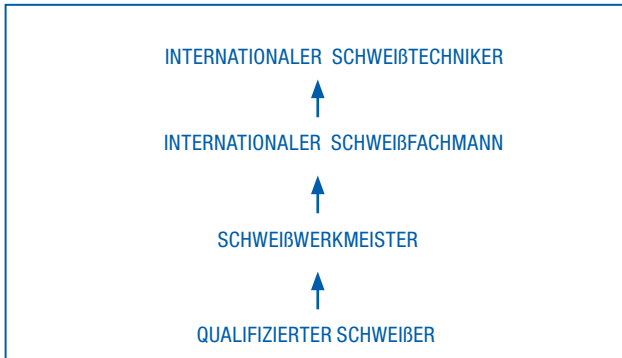 INTERNATIONALER SCHWEIßTECHNIKER
INTERNATIONALER SCHWEIßFACHMANN
SCHWEIßWERKMEISTER
QUALIFIZIERTER SCHWEIßER